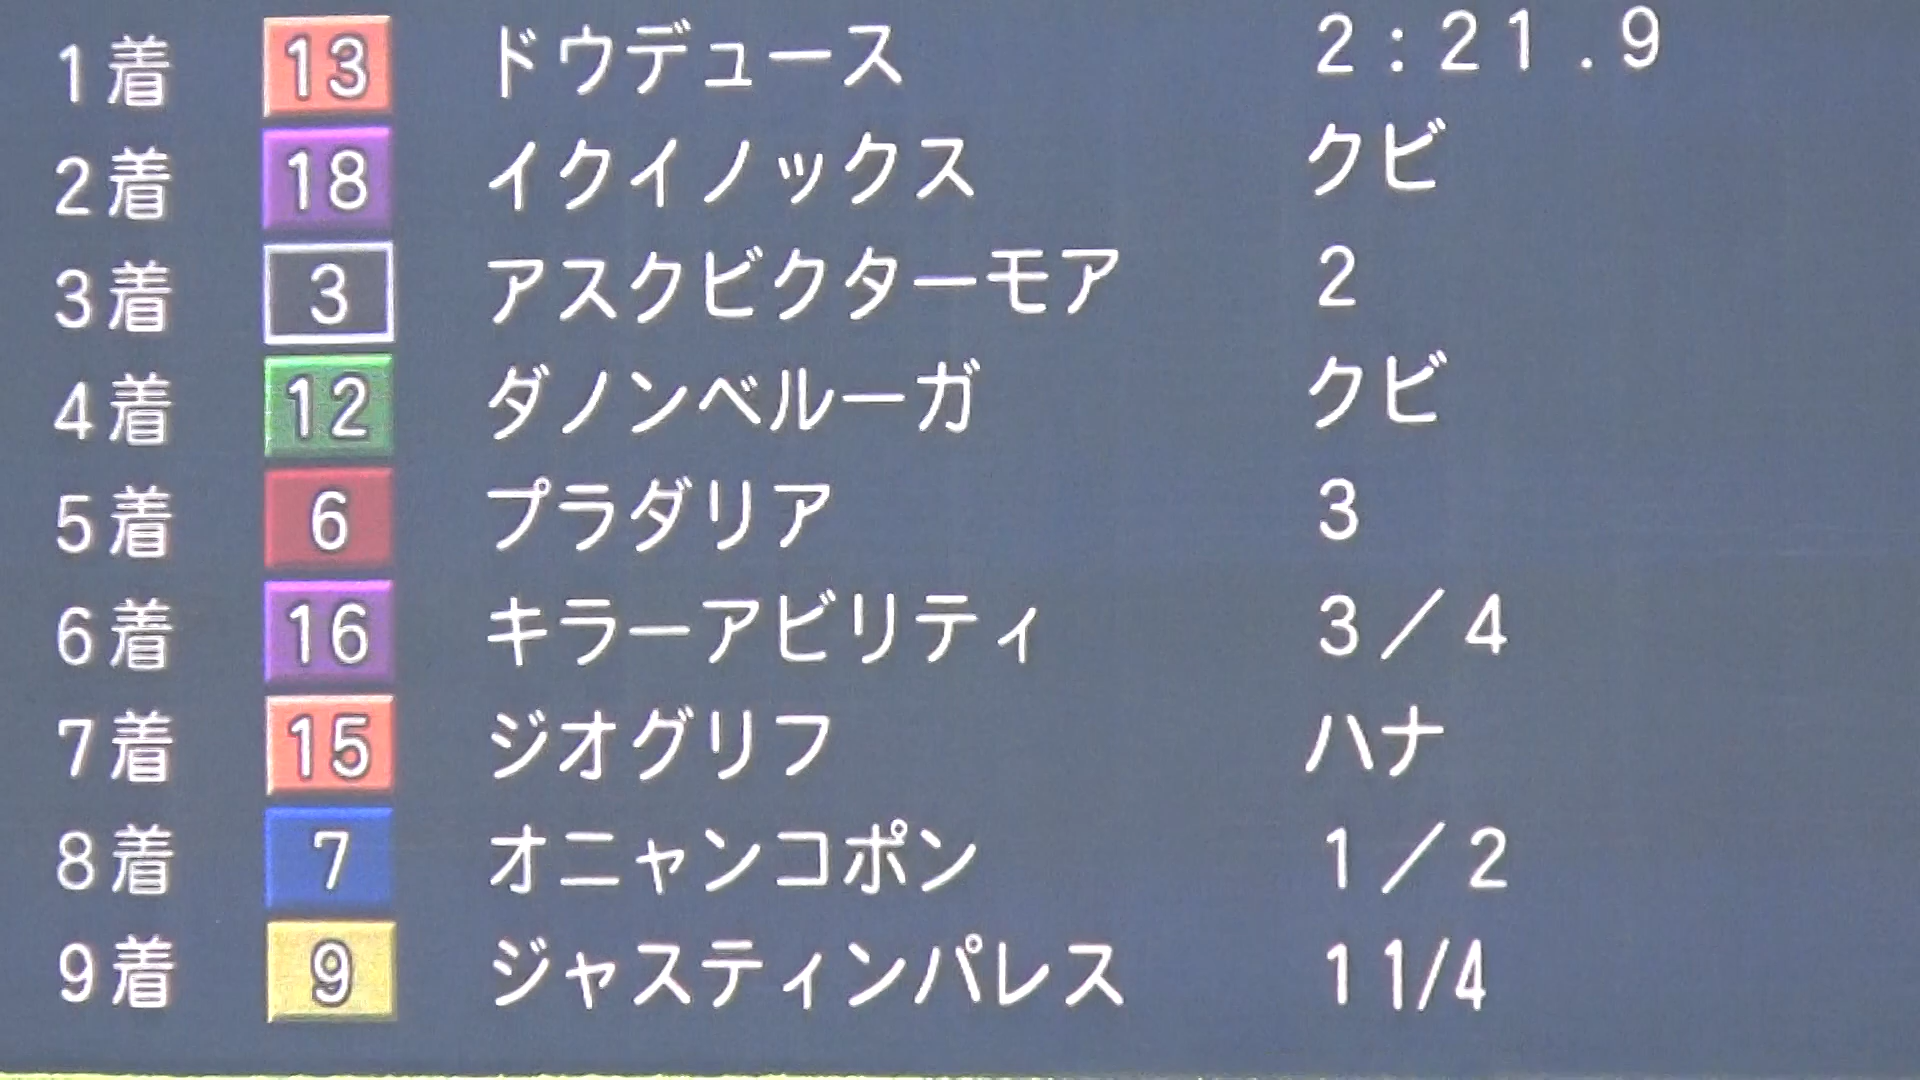 1着 13 ドウデュース 2:21.9
2着 18 イクイノックス クビ
3着 3 アスクビクターモア 2
4着 12 ダノンベルーガ クビ
5着 6 プラダリア 3
6着 16 キラーアビリティ 3/4
7着 15 ジオグリフ ハナ
8着 7 オニャンコポン 1/2
9着 9 ジャスティンパレス 1 1/4